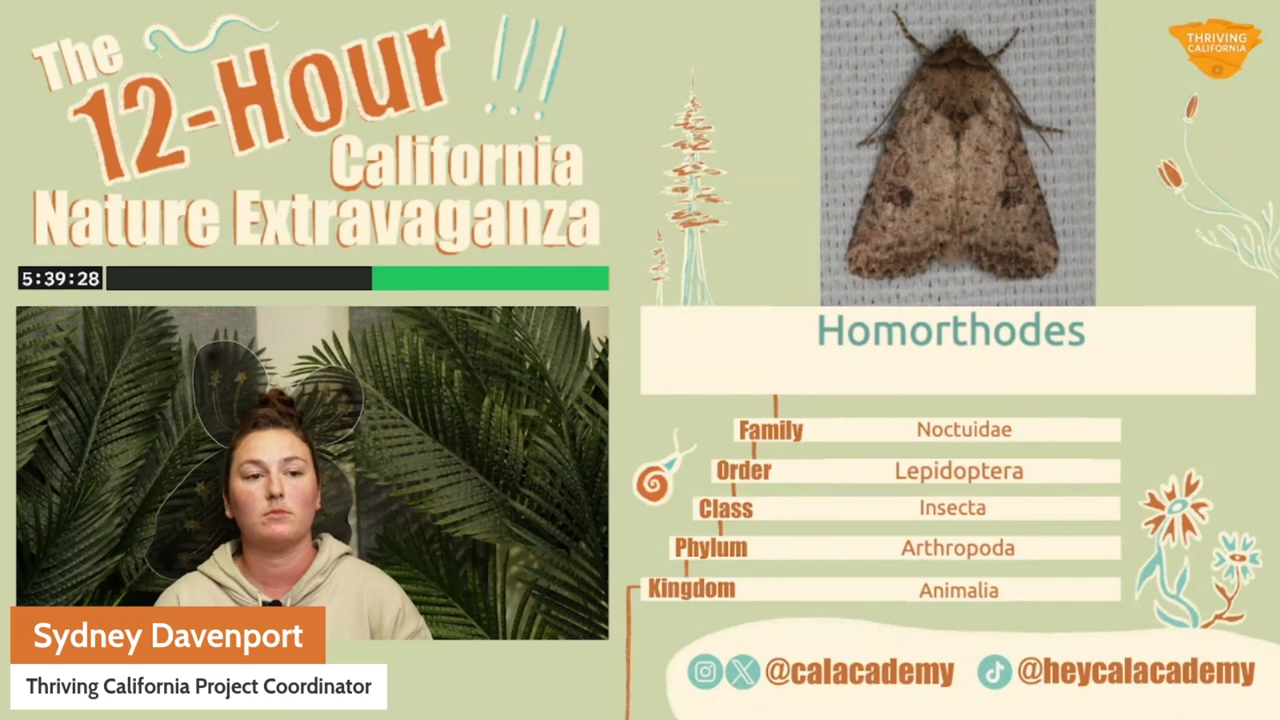 The
12-Hour
!!!
California
Nature Extravaganza
5:39:28
THRIVING
CALIFORNIA
Homorthodes
Family Noctuidae
Order Lepidoptera
Class Insecta
Phylum Arthropoda
Kingdom Animalia
Sydney Davenport
Thriving California Project Coordinator
@calacademy @heycalacademy